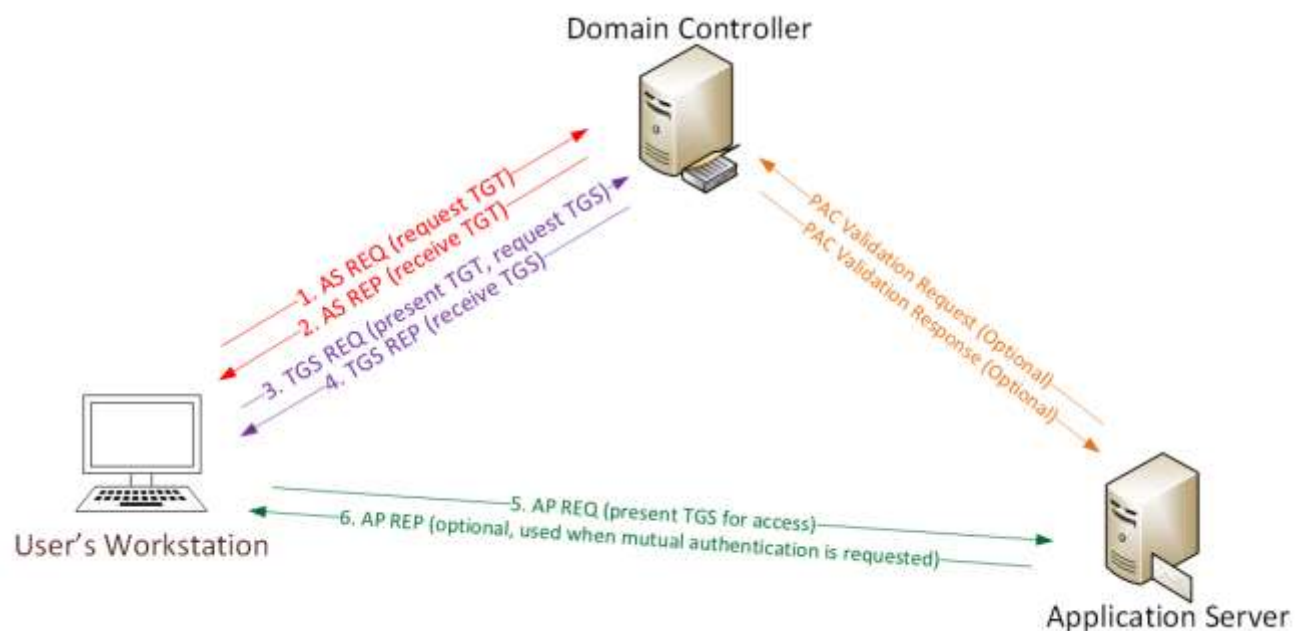 Domain Controller
1. AS REQ (request TGT)
2. AS REP (receive TGT)
3. TGS REQ (present TGT, request TGS)
4. TGS REP (receive TGS)
PAC Validation Request (Optional)
PAC Validation Response (Optional)
5. AP REQ (present TGS for access)
6. AP REP (optional, used when mutual authentication is requested)
User's Workstation
Application Server